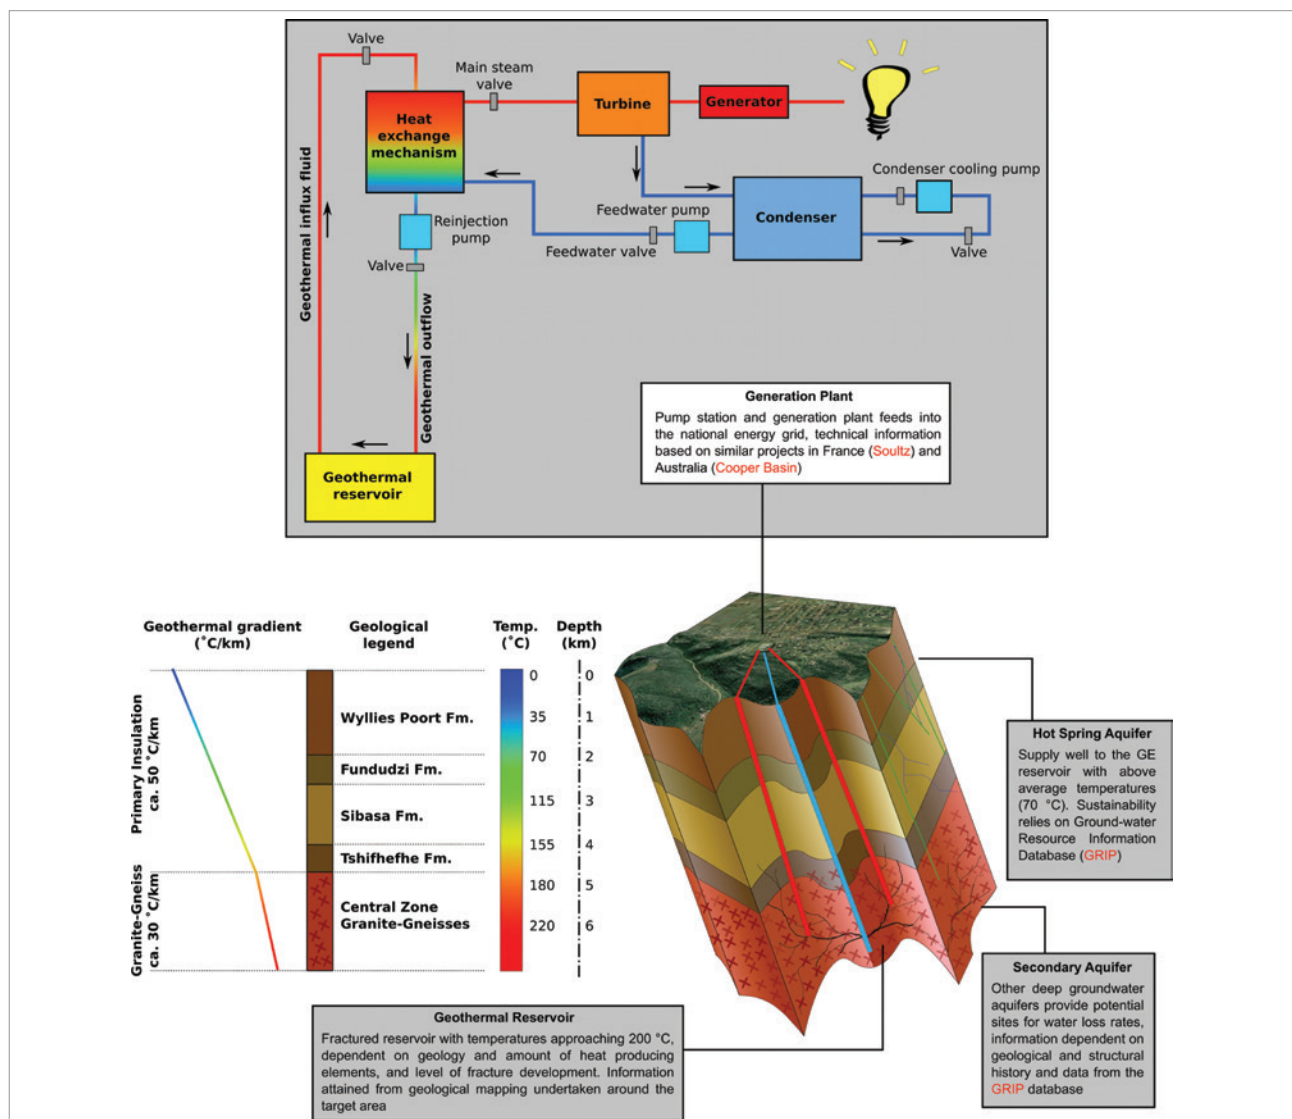 Valve
Main steam
valve
Heat
exchange
mechanism
Turbine
Generator
Condenser cooling pump
Geothermal influx fluid
Reinjection
pump
Feedwater pump
Condenser
Valve
Feedwater valve
Valve
Geothermal outflow
Geothermal
reservoir
Generation Plant
Pump station and generation plant feeds into
the national energy grid, technical information
based on similar projects in France (Soultz) and
Australia (Cooper Basin)
Geothermal gradient
(˚C/km)
Geological
legend
Temp.
(˚C)
Depth
(km)
Primary Insulation
ca. 50 ˚C/km
Granite-Gneiss
ca. 30 ˚C/km
Wyllies Poort Fm.
Fundudzi Fm.
Sibasa Fm.
Tshifhefhe Fm.
Central Zone
Granite-Gneisses
0
35
70
115
155
180
220
0
1
2
3
4
5
6
Hot Spring Aquifer
Supply well to the GE
reservoir with above
average temperatures
(70 °C). Sustainability
relies on Ground-water
Resource Information
Database (GRIP)
Secondary Aquifer
Other deep groundwater
aquifers provide potential
sites for water loss rates,
information dependent on
geological and structural
history and data from the
GRIP database
Geothermal Reservoir
Fractured reservoir with temperatures approaching 200 °C,
dependent on geology and amount of heat producing
elements, and level of fracture development. Information
attained from geological mapping undertaken around the
target area